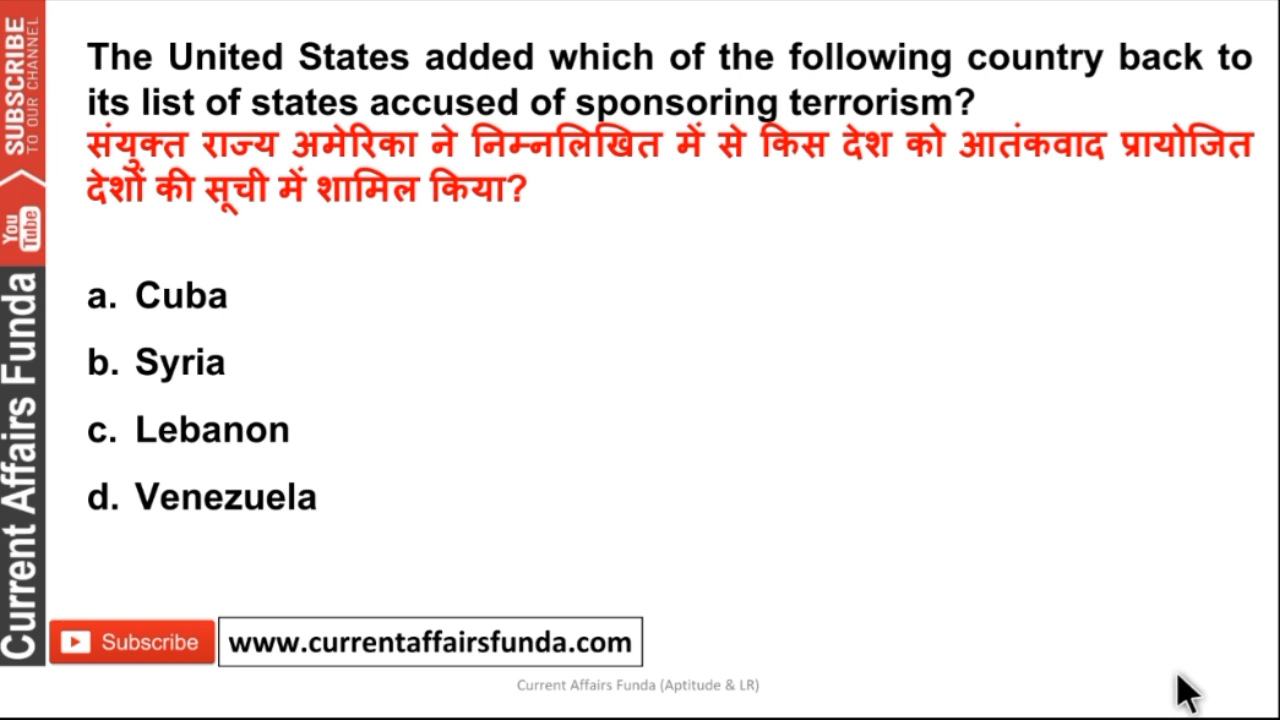 The United States added which of the following country back to
its list of states accused of sponsoring terrorism?
संयुक्त राज्य अमेरिका ने निम्नलिखित में से किस देश को आतंकवाद प्रायोजित
देशों की सूची में शामिल किया?
a. Cuba
b. Syria
c. Lebanon
d. Venezuela
SUBSCRIBE
TO OUR CHANNEL
You
Tube
Current Affairs Funda
Subscribe
www.currentaffairsfunda.com
Current Affairs Funda (Aptitude & LR)